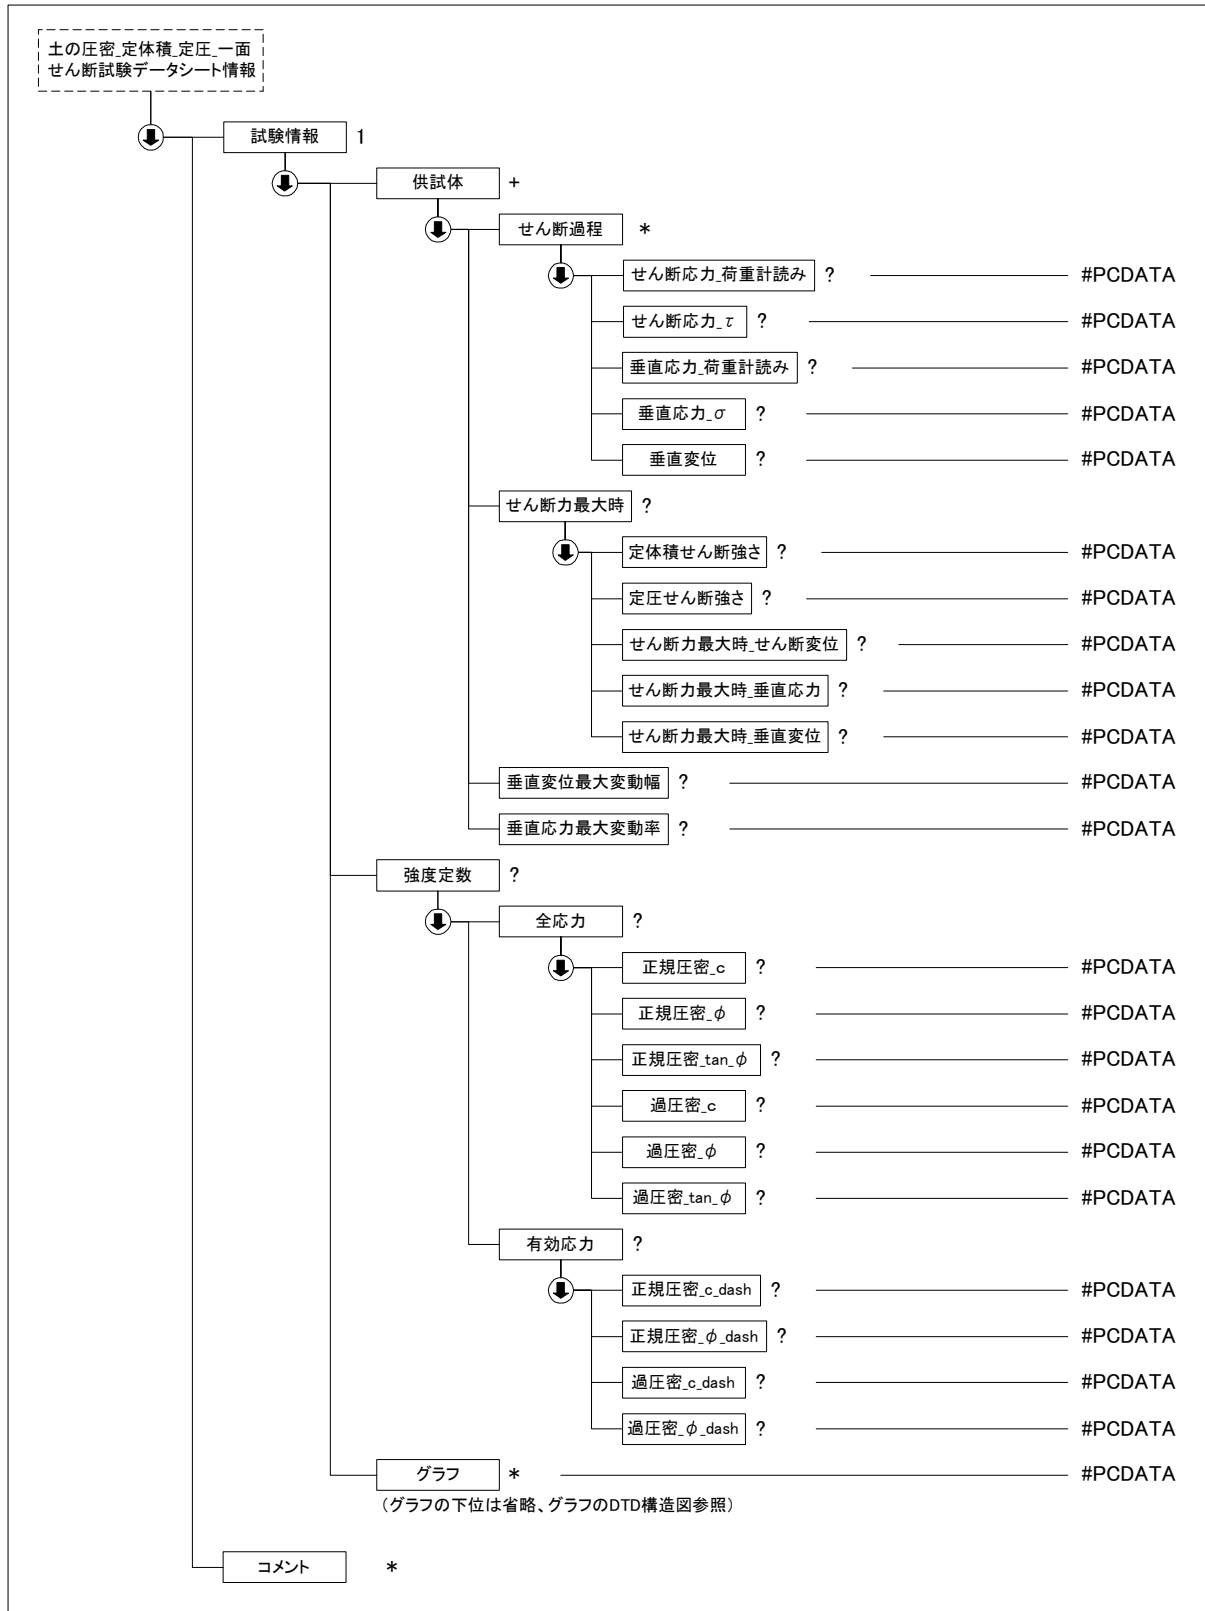 土の圧密_定体積_定圧_一面
せん断試験データシート情報
試験情報 1
供試体 +
せん断過程 *
せん断応力_荷重計読み ? #PCDATA
せん断応力_τ ? #PCDATA
垂直応力_荷重計読み ? #PCDATA
垂直応力_σ ? #PCDATA
垂直変位 ? #PCDATA
せん断力最大時 ?
定体積せん断強さ ? #PCDATA
定圧せん断強さ ? #PCDATA
せん断力最大時_せん断変位 ? #PCDATA
せん断力最大時_垂直応力 ? #PCDATA
せん断力最大時_垂直変位 ? #PCDATA
垂直変位最大変動幅 ? #PCDATA
垂直応力最大変動率 ? #PCDATA
強度定数 ?
全応力 ?
正規圧密_c ? #PCDATA
正規圧密_φ ? #PCDATA
正規圧密_tan_φ ? #PCDATA
過圧密_c ? #PCDATA
過圧密_φ ? #PCDATA
過圧密_tan_φ ? #PCDATA
有効応力 ?
正規圧密_c_dash ? #PCDATA
正規圧密_φ_dash ? #PCDATA
過圧密_c_dash ? #PCDATA
過圧密_φ_dash ? #PCDATA
グラフ * #PCDATA
（グラフの下位は省略、グラフのDTD構造図参照）
コメント *